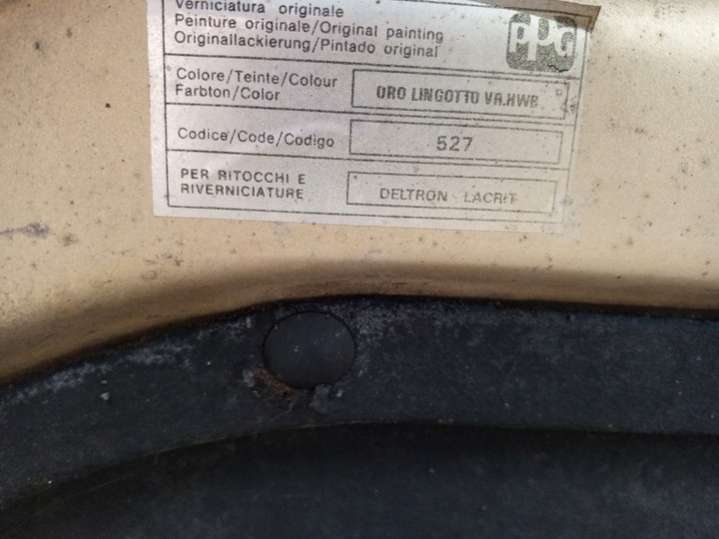 Verniciatura originale
Peinture originale/Original painting
Originallackierung/Pintado original
PPG
Colore/Teinte/Colour
Farbton/Color
ORO LINGOTTO VA.HWB
Codice/Code/Codigo
527
PER RITOCCHI E
RIVERNICIATURE
DELTRON - LACRIT